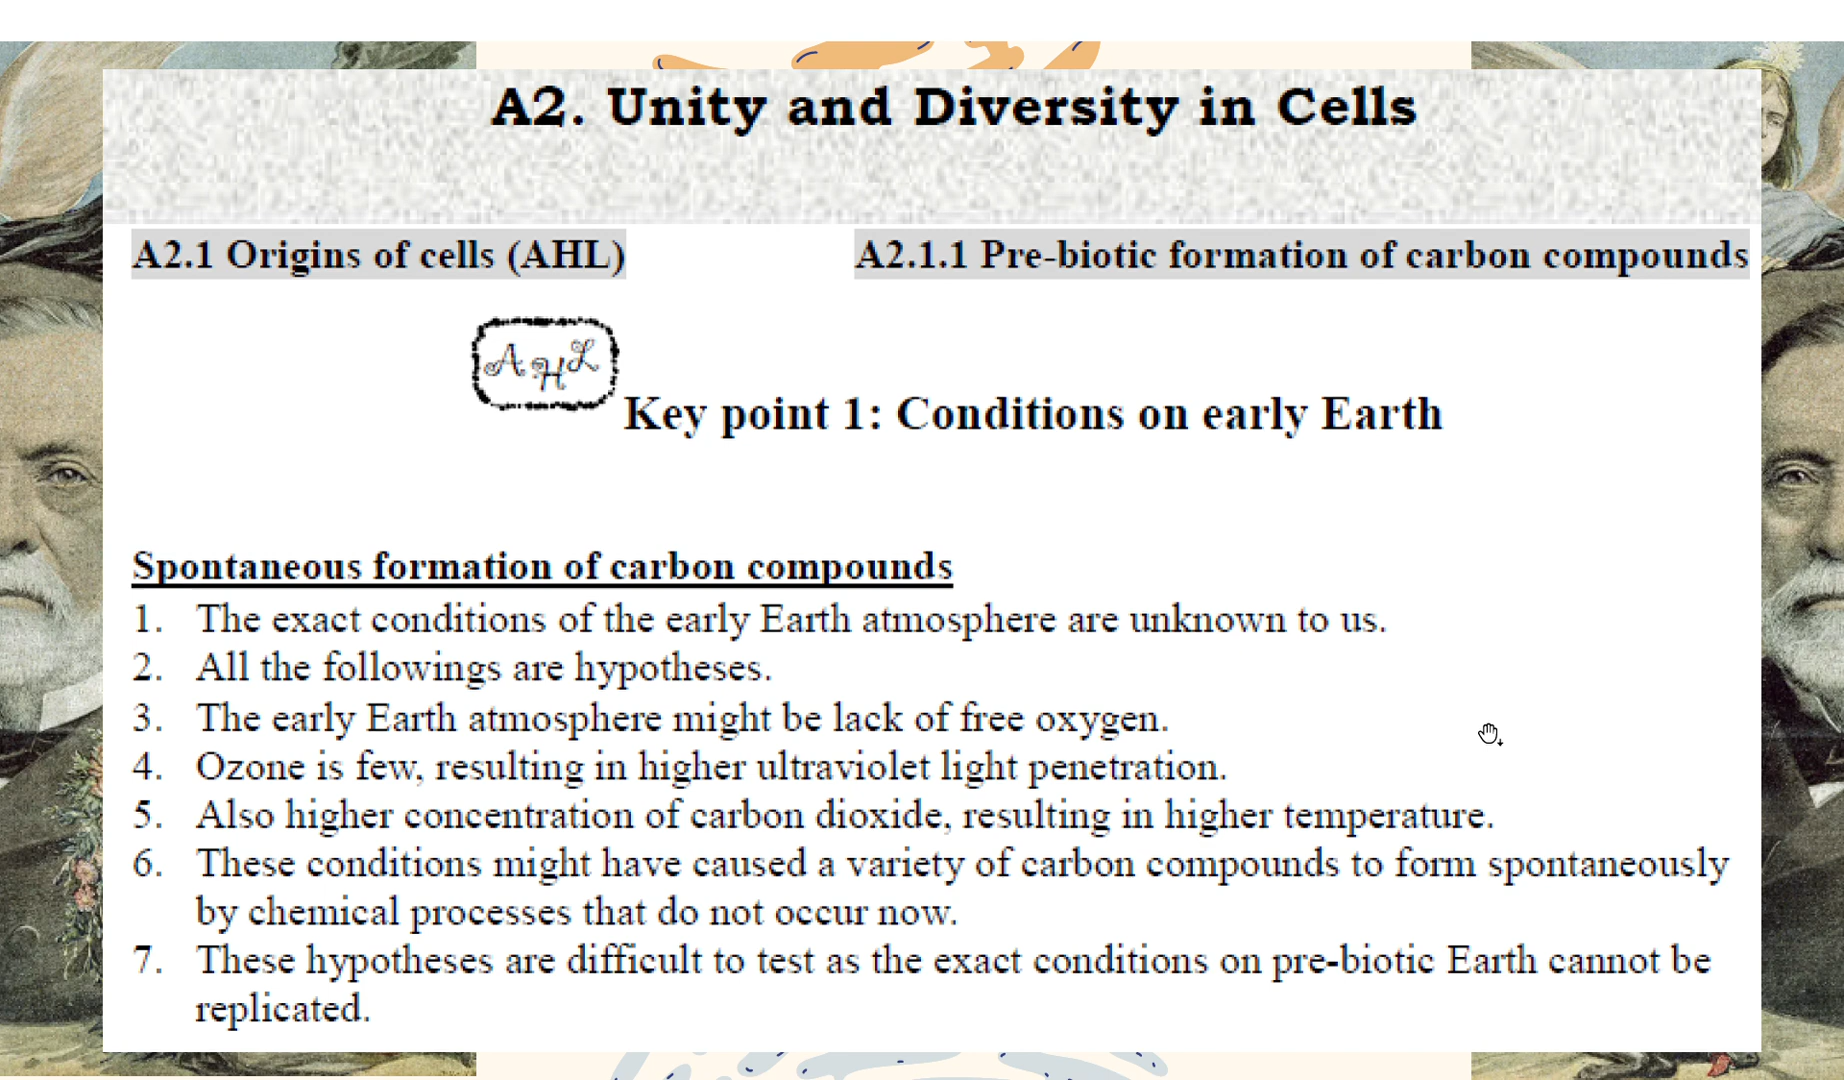 A2. Unity and Diversity in Cells
A2.1 Origins of cells (AHL) A2.1.1 Pre-biotic formation of carbon compounds
AHL
Key point 1: Conditions on early Earth
Spontaneous formation of carbon compounds
1. The exact conditions of the early Earth atmosphere are unknown to us.
2. All the followings are hypotheses.
3. The early Earth atmosphere might be lack of free oxygen.
4. Ozone is few, resulting in higher ultraviolet light penetration.
5. Also higher concentration of carbon dioxide, resulting in higher temperature.
6. These conditions might have caused a variety of carbon compounds to form spontaneously
by chemical processes that do not occur now.
7. These hypotheses are difficult to test as the exact conditions on pre-biotic Earth cannot be
replicated.